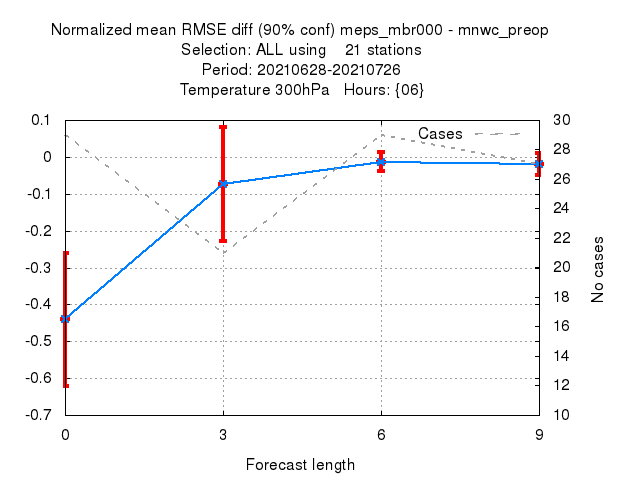 Normalized mean RMSE diff (90% conf) meps_mbr000 - mnwc_preop
Selection: ALL using 21 stations
Period: 20210628-20210726
Temperature 300hPa Hours: {06}
Cases
0.1
0
-0.1
-0.2
-0.3
-0.4
-0.5
-0.6
-0.7
30
28
26
24
22
20
18
16
14
12
10
No cases
0 3 6 9
Forecast length